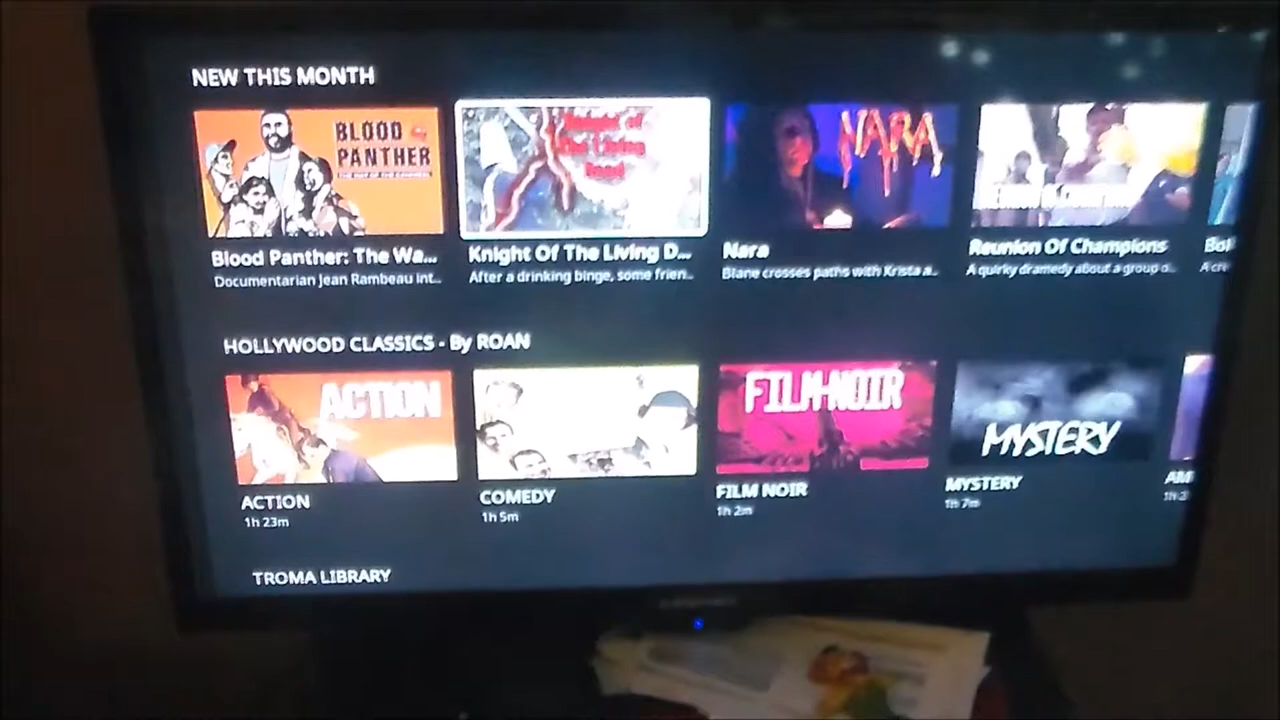 NEW THIS MONTH
BLOOD
PANTHER
Knight of
The Living
Dead
NARA
Blood Panther: The Wa...
Knight Of The Living D...
Nara
Reunion Of Champions
Documentarian Jean Rambeau int...
After a drinking binge, some frien...
Blane crosses paths with Krista a...
A quirky dramedy about a group o...
HOLLYWOOD CLASSICS - By ROAN
ACTION
FILM-NOIR
MYSTERY
ACTION
COMEDY
FILM NOIR
MYSTERY
AM
1h 23m
1h 5m
1h 2m
1h 7m
TROMA LIBRARY